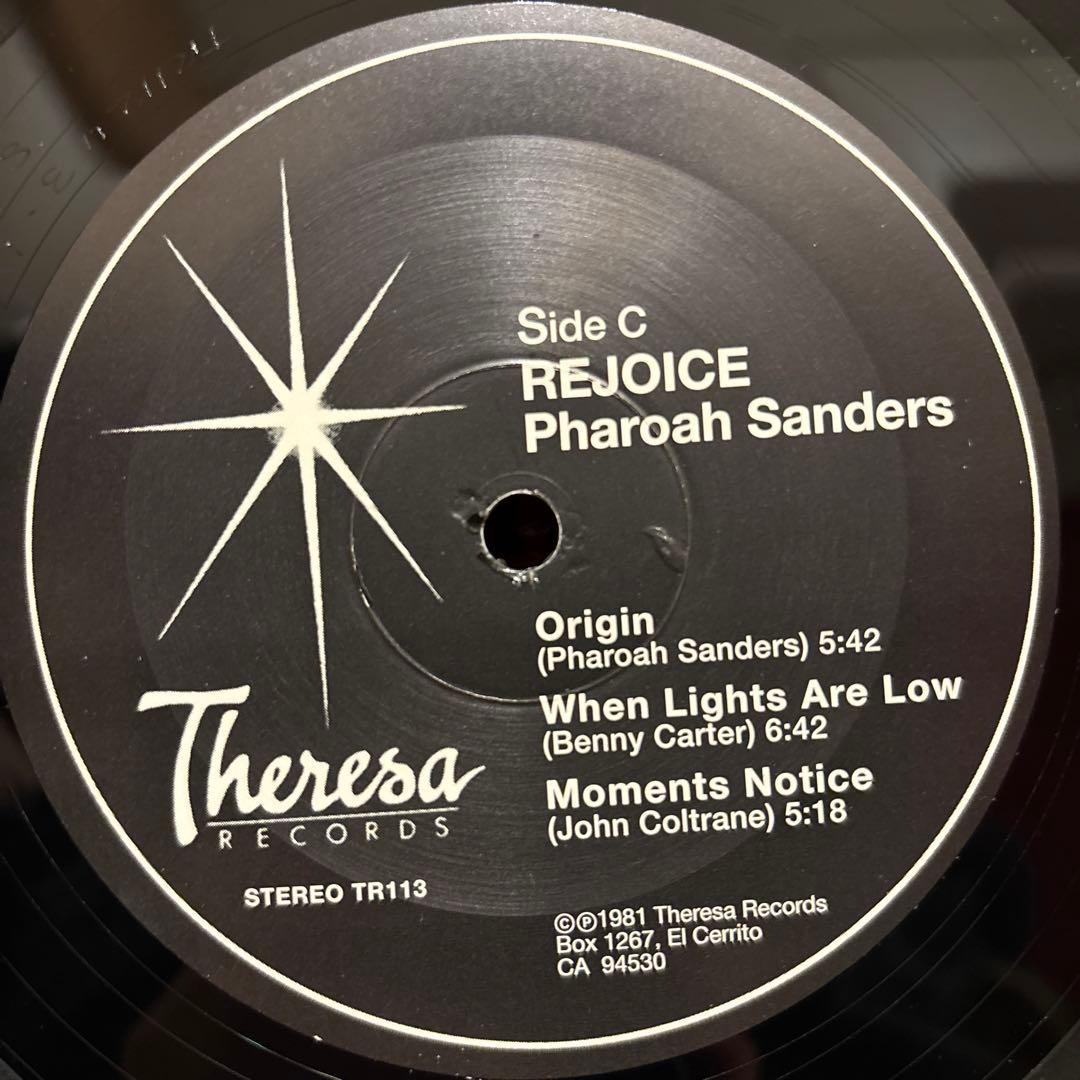 Side C
REJOICE
Pharoah Sanders
Origin
(Pharoah Sanders) 5:42
When Lights Are Low
(Benny Carter) 6:42
Moments Notice
(John Coltrane) 5:18
Theresa
RECORDS
STEREO TR113
©℗1981 Theresa Records
Box 1267, El Cerrito
CA 94530